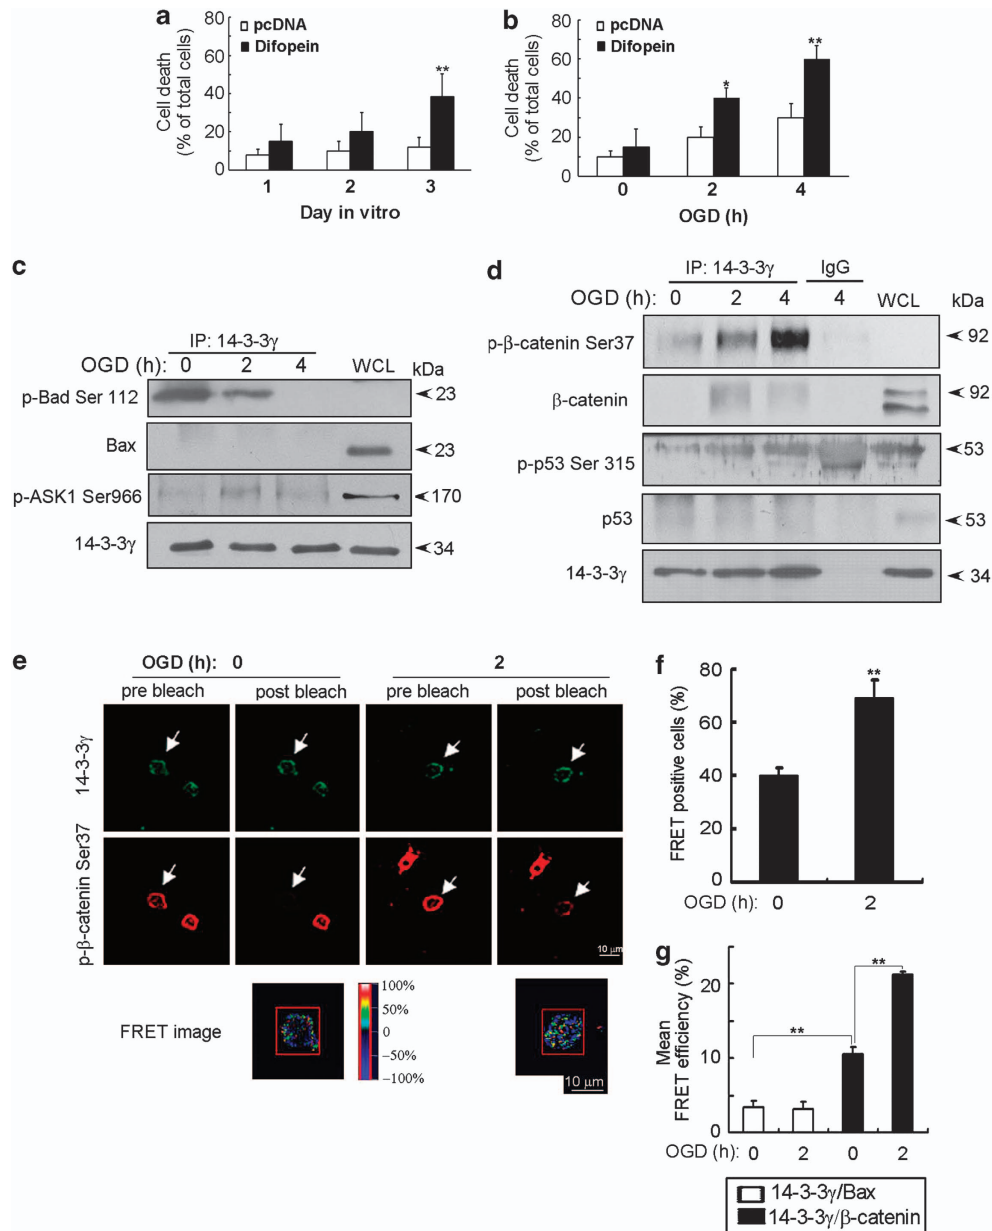 a
80
60
40
20
0
Cell death
(% of total cells)
pcDNA
Difopein
**
1 2 3
Day in vitro
b
80
60
40
20
0
Cell death
(% of total cells)
pcDNA
Difopein
*
**
0 2 4
OGD (h)
c
IP: 14-3-3γ
OGD (h): 0 2 4 WCL kDa
p-Bad Ser 112 23
Bax 23
p-ASK1 Ser966 170
14-3-3γ 34
d
IP: 14-3-3γ IgG
OGD (h): 0 2 4 4 WCL kDa
p-β-catenin Ser37 92
β-catenin 92
p-p53 Ser 315 53
p53 53
14-3-3γ 34
e
OGD (h): 0 2
pre bleach post bleach pre bleach post bleach
14-3-3γ
p-β-catenin Ser37
10 μm
FRET image
100%
50%
0
−50%
−100%
10 μm
f
80
60
40
20
0
FRET positive cells (%)
**
OGD (h): 0 2
g
20
10
0
Mean
FRET efficiency (%)
**
**
OGD (h): 0 2 0 2
14-3-3γ/Bax
14-3-3γ/β-catenin